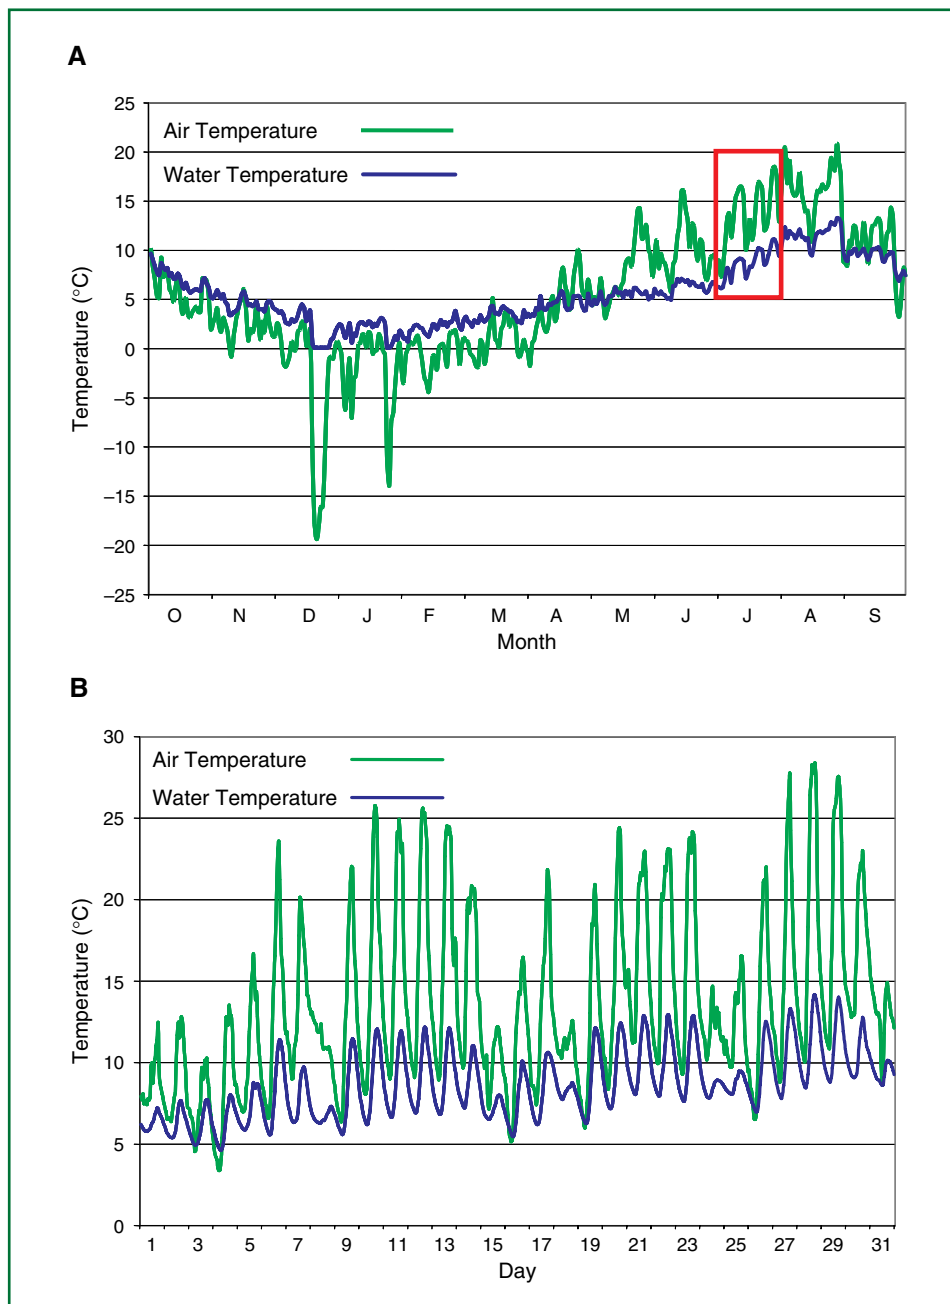 A
25
20
15
10
5
0
−5
−10
−15
−20
−25
Temperature (°C)
Air Temperature
Water Temperature
O N D J F M A M J J A S
Month
B
30
25
20
15
10
5
0
Temperature (°C)
Air Temperature
Water Temperature
1 3 5 7 9 11 13 15 17 19 21 23 25 27 29 31
Day